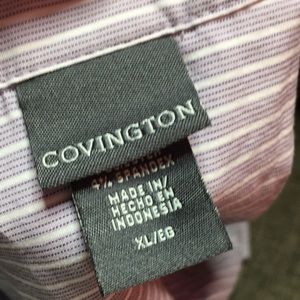 COVINGTON
4% SPANDEX
MADE IN/
HECHO EN
INDONESIA
XL/EG